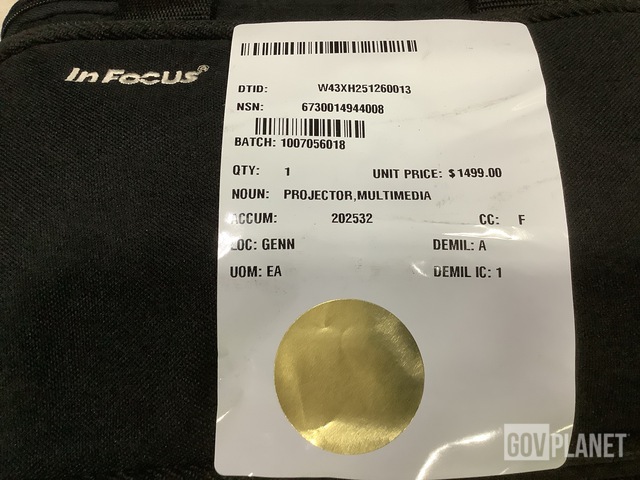 InFocus®
DTID: W43XH251260013
NSN: 6730014944008
BATCH: 1007056018
QTY: 1 UNIT PRICE: $1499.00
NOUN: PROJECTOR,MULTIMEDIA
ACCUM: 202532 CC: F
LOC: GENN DEMIL: A
UOM: EA DEMIL IC: 1
GOVPLANET